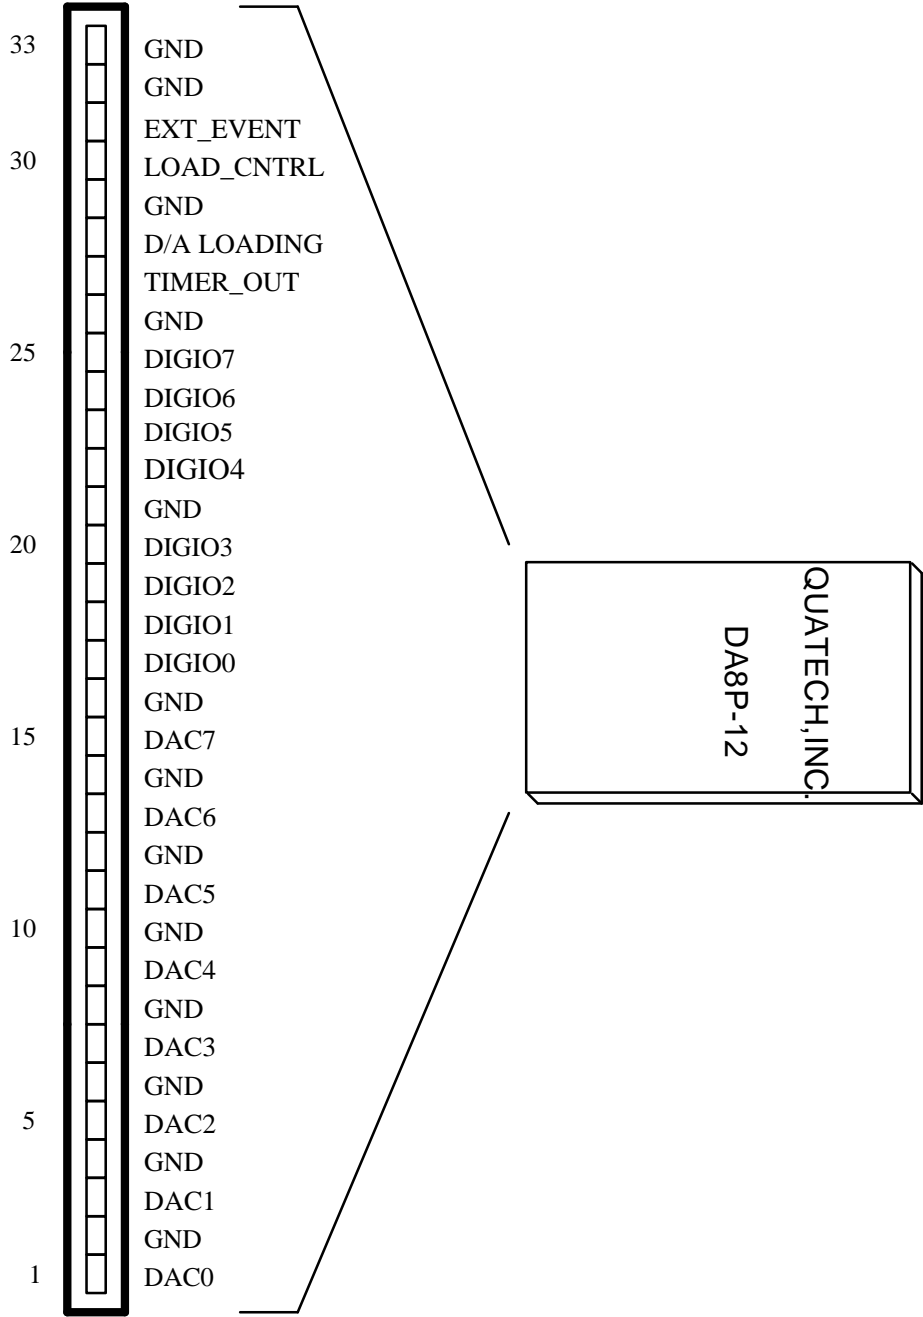 33 GND
GND
EXT_EVENT
30 LOAD_CNTRL
GND
D/A LOADING
TIMER_OUT
GND
25 DIGIO7
DIGIO6
DIGIO5
DIGIO4
GND
20 DIGIO3
DIGIO2
DIGIO1
DIGIO0
GND
15 DAC7
GND
DAC6
GND
DAC5
10 GND
DAC4
GND
DAC3
GND
5 DAC2
GND
DAC1
GND
1 DAC0
QUATECH,INC.
DA8P-12